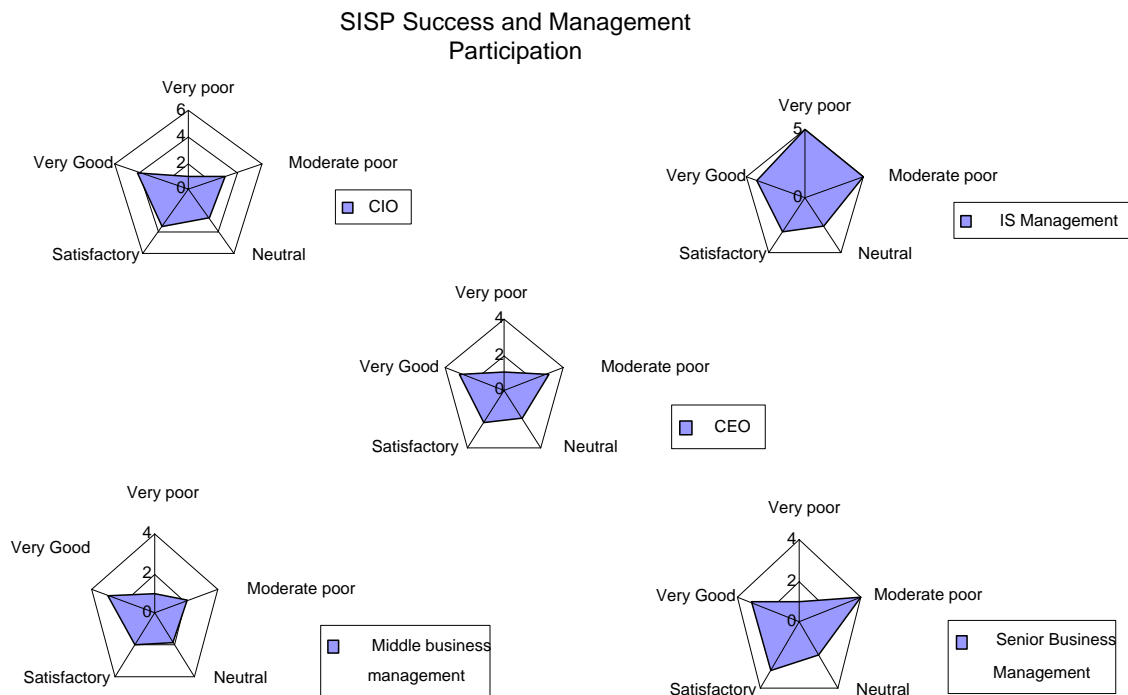 SISP Success and Management
Participation
Very poor
6
4
2
0
Very Good
Moderate poor
Satisfactory
Neutral
CIO
Very poor
5
0
Very Good
Moderate poor
Satisfactory
Neutral
IS Management
Very poor
4
2
0
Very Good
Moderate poor
Satisfactory
Neutral
CEO
Very poor
4
2
0
Very Good
Moderate poor
Satisfactory
Neutral
Middle business
management
Very poor
4
2
0
Very Good
Moderate poor
Satisfactory
Neutral
Senior Business
Management